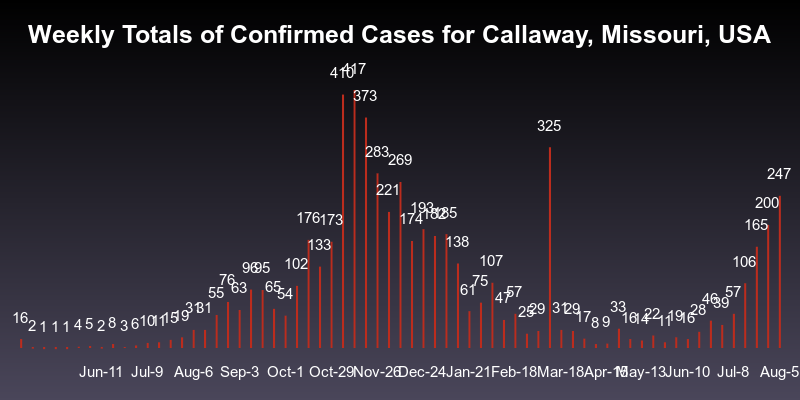 Weekly Totals of Confirmed Cases for Callaway, Missouri, USA
16 2 1 1 1 4 5 2 8 3 6 10 11 15 19 31 31 55 76 63 96 95 65 54 102 176 133 173 410 417 373 283 221 269 174 193 182 185 138 61 75 107 47 57 25 29 325 31 29 17 8 9 33 16 14 22 11 19 16 28 46 39 57 106 165 200 247
Jun-11 Jul-9 Aug-6 Sep-3 Oct-1 Oct-29 Nov-26 Dec-24 Jan-21 Feb-18 Mar-18 Apr-15 May-13 Jun-10 Jul-8 Aug-5